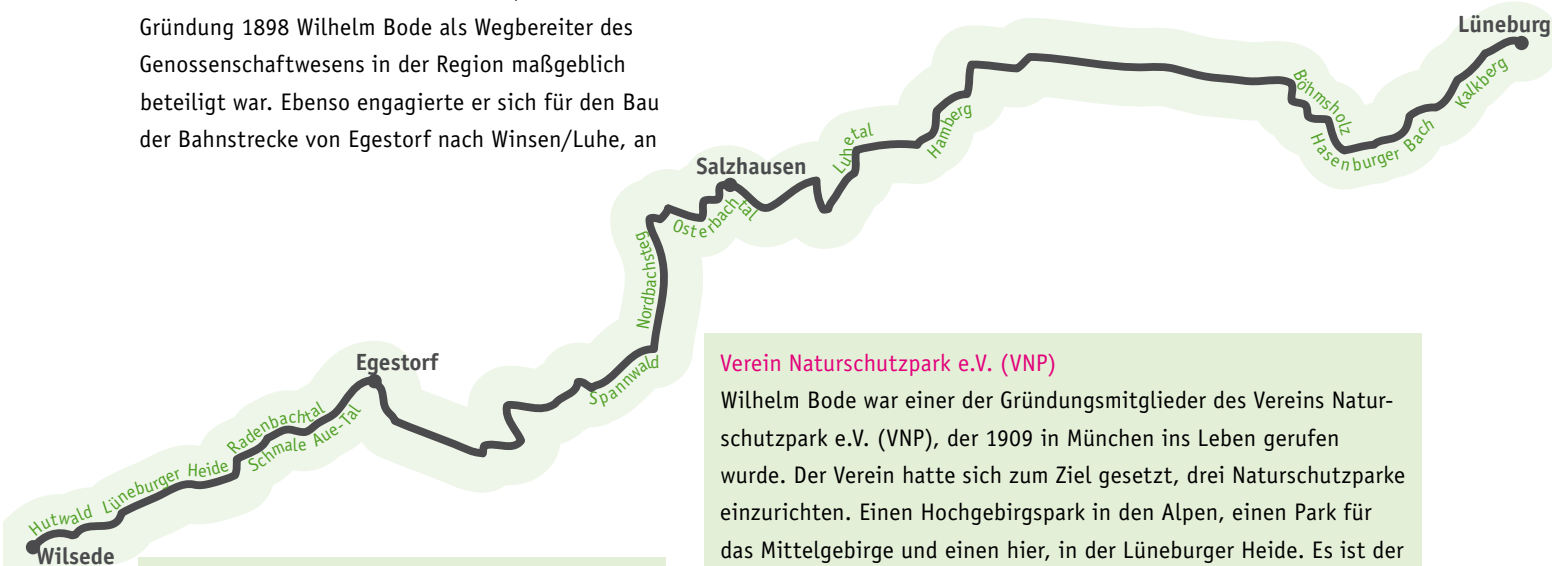 Gründung 1898 Wilhelm Bode als Wegbereiter des
Genossenschaftwesens in der Region maßgeblich
beteiligt war. Ebenso engagierte er sich für den Bau
der Bahnstrecke von Egestorf nach Winsen/Luhe, an
Lüneburg
Kalkberg
Böhmsholz
Hasenburger Bach
Hamberg
Luhetal
Salzhausen
Osterbachtal
Nordbachsteg
Spannwald
Egestorf
Radenbachtal
Schmale Aue-Tal
Hutwald Lüneburger Heide
Wilsede
Verein Naturschutzpark e.V. (VNP)
Wilhelm Bode war einer der Gründungsmitglieder des Vereins Natur-
schutzpark e.V. (VNP), der 1909 in München ins Leben gerufen
wurde. Der Verein hatte sich zum Ziel gesetzt, drei Naturschutzparke
einzurichten. Einen Hochgebirgspark in den Alpen, einen Park für
das Mittelgebirge und einen hier, in der Lüneburger Heide. Es ist der